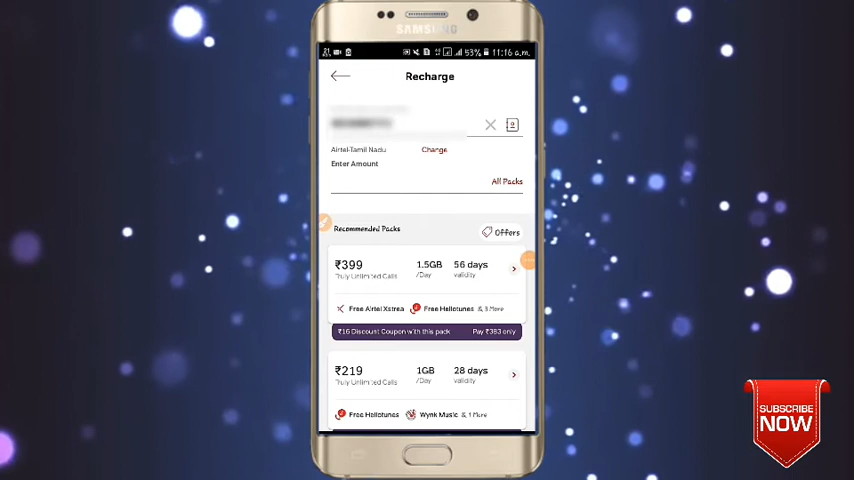 SAMSUNG
53% 11:16 a.m.
Recharge
Airtel-Tamil Nadu Change
Enter Amount
All Packs
Recommended Packs Offers
₹399 1.5GB 56 days
Truly Unlimited Calls /Day validity
Free Airtel Xstrea Free Hellotunes & 3 More
₹16 Discount Coupon with this pack Pay ₹383 only
₹219 1GB 28 days
Truly Unlimited Calls /Day validity
Free Hellotunes Wynk Music & 1 More
SUBSCRIBE
NOW